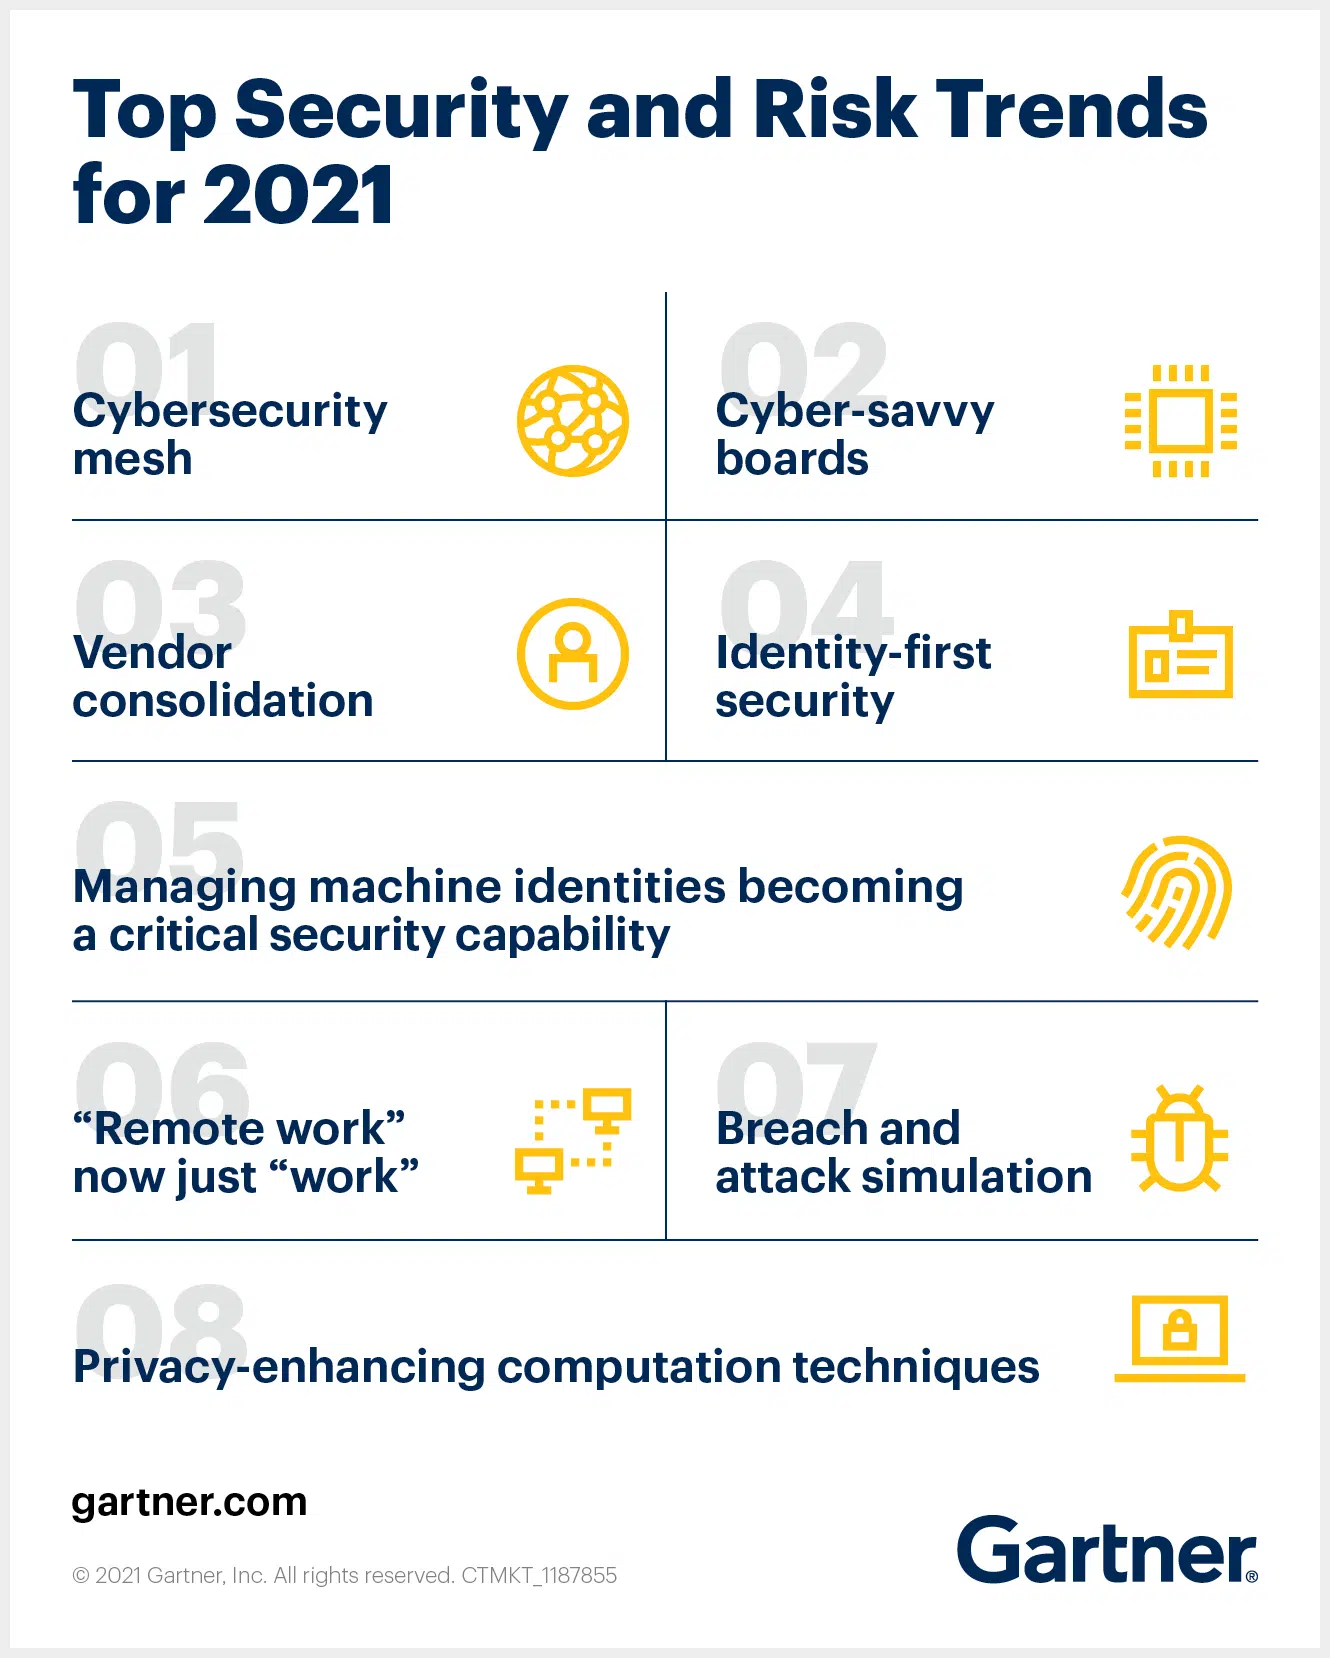 Top Security and Risk Trends
for 2021
01
Cybersecurity
mesh
02
Cyber-savvy
boards
03
Vendor
consolidation
04
Identity-first
security
05
Managing machine identities becoming
a critical security capability
06
“Remote work”
now just “work”
07
Breach and
attack simulation
08
Privacy-enhancing computation techniques
gartner.com
© 2021 Gartner, Inc. All rights reserved. CTMKT_1187855
Gartner®